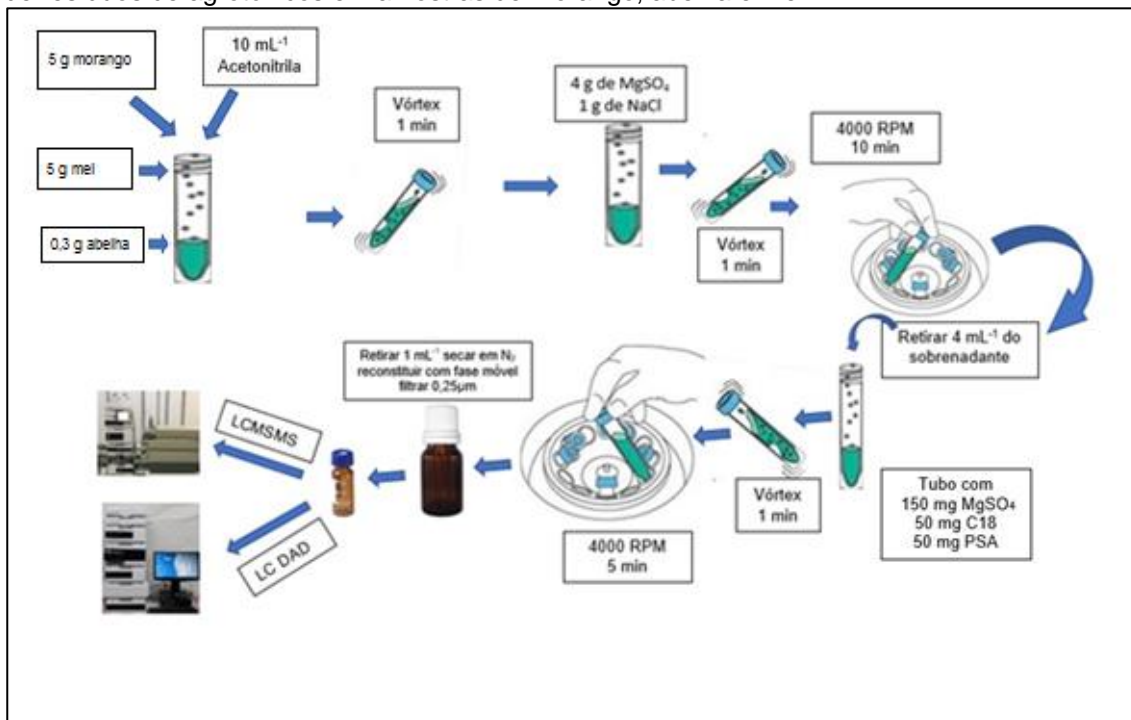 5 g morango
10 mL⁻¹
Acetonitrila
5 g mel
0,3 g abelha
Vórtex
1 min
4 g de MgSO₄
1 g de NaCl
Vórtex
1 min
4000 RPM
10 min
Retirar 4 mL⁻¹ do
sobrenadante
Tubo com
150 mg MgSO₄
50 mg C18
50 mg PSA
Vórtex
1 min
4000 RPM
5 min
Retirar 1 mL⁻¹ secar em N₂
reconstituir com fase móvel
filtrar 0,25µm
LCMSMS
LC DAD